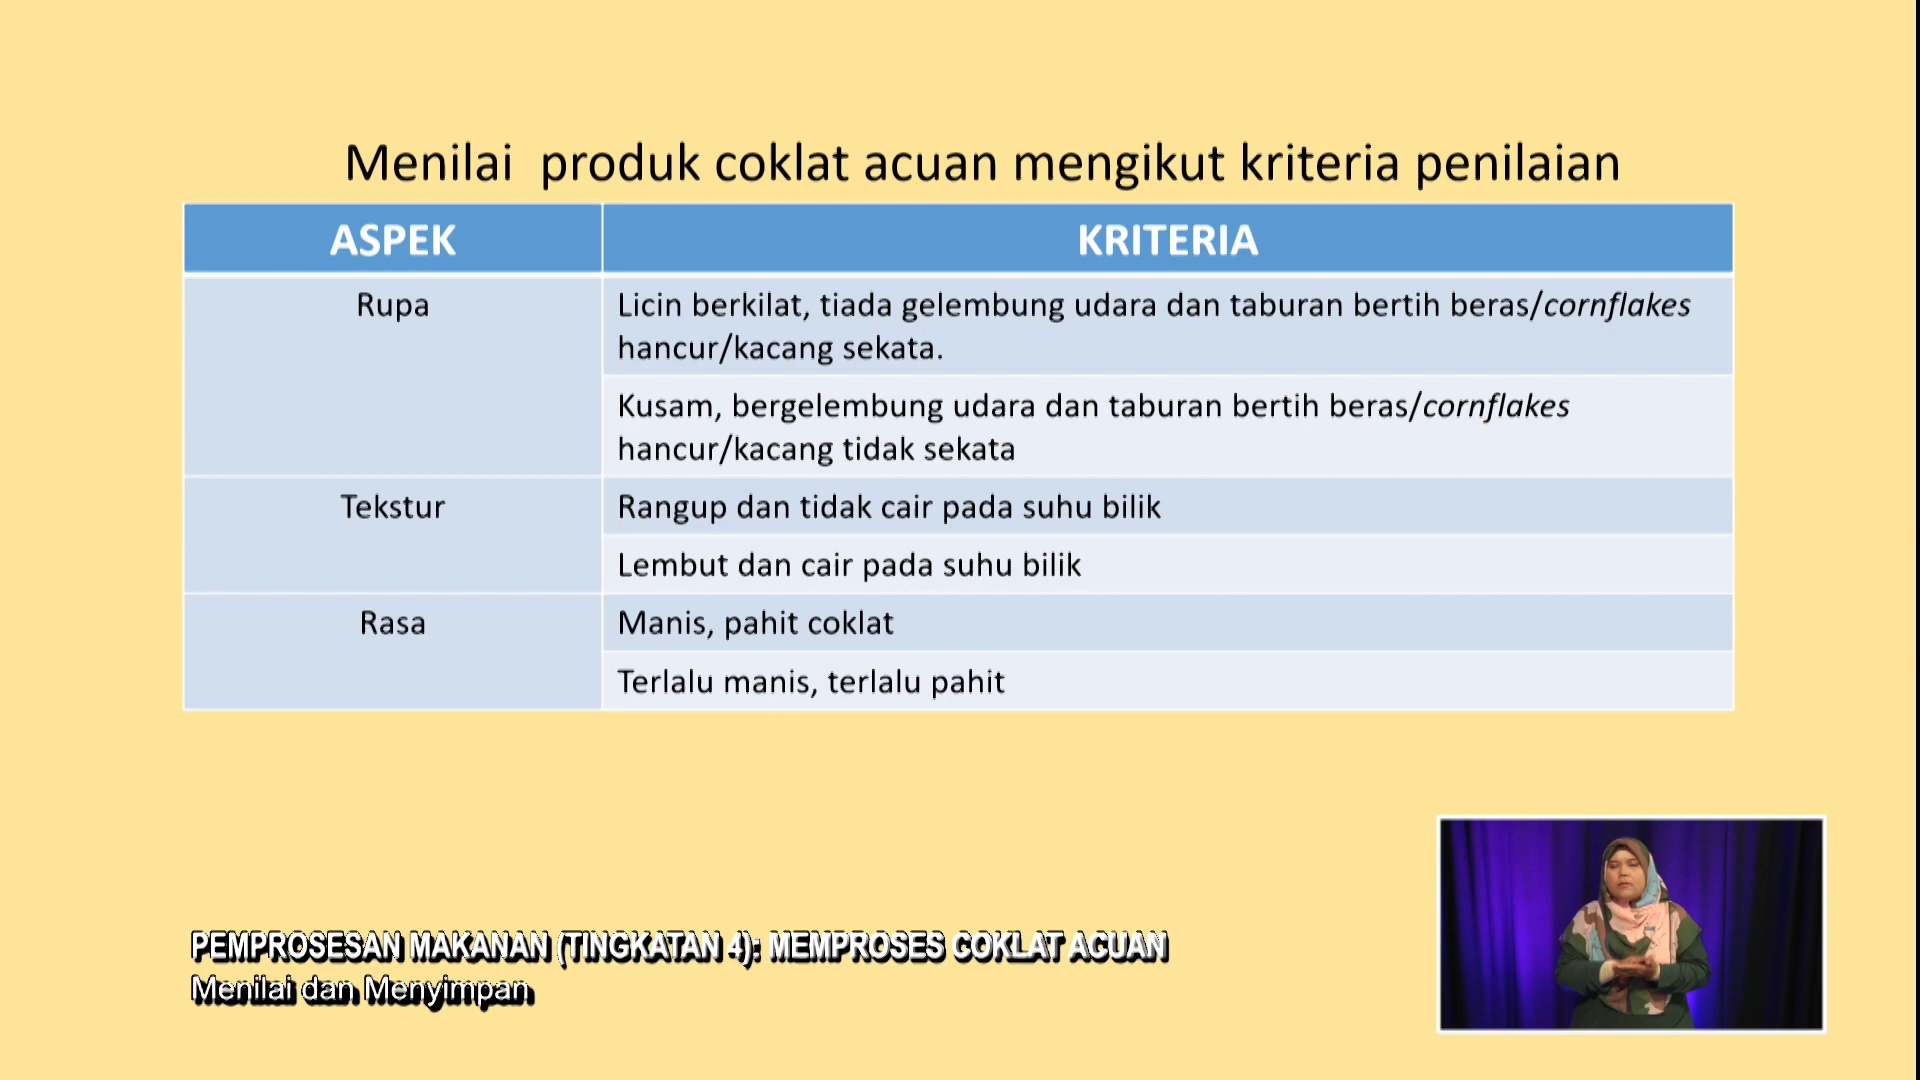 Menilai  produk coklat acuan mengikut kriteria penilaian
ASPEK
KRITERIA
Rupa
Licin berkilat, tiada gelembung udara dan taburan bertih beras/cornflakes
hancur/kacang sekata.
Kusam, bergelembung udara dan taburan bertih beras/cornflakes
hancur/kacang tidak sekata
Tekstur
Rangup dan tidak cair pada suhu bilik
Lembut dan cair pada suhu bilik
Rasa
Manis, pahit coklat
Terlalu manis, terlalu pahit
PEMPROSESAN MAKANAN (TINGKATAN 4): MEMPROSES COKLAT ACUAN
Menilai dan Menyimpan